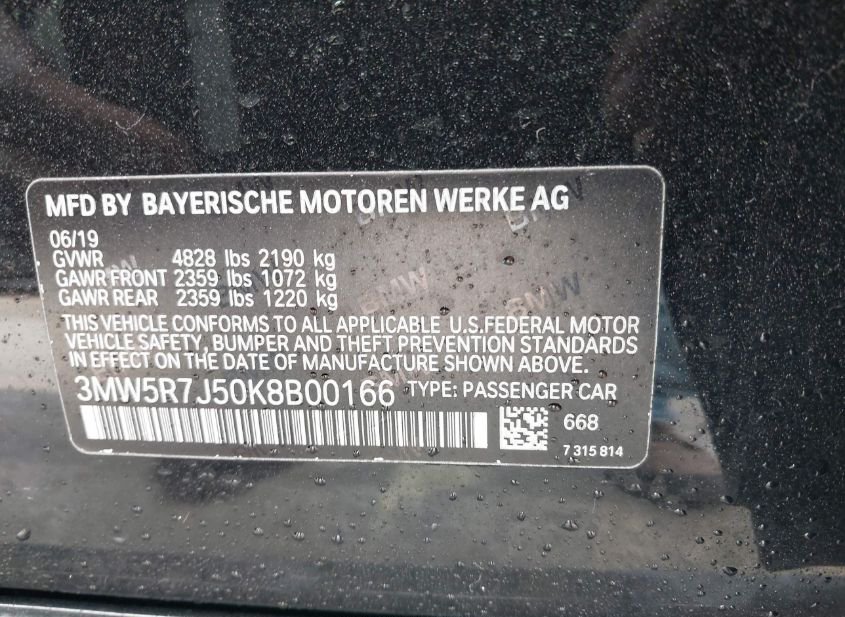 MFD BY BAYERISCHE MOTOREN WERKE AG
06/19
GVWR 4828 lbs 2190 kg
GAWR FRONT 2359 lbs 1072 kg
GAWR REAR 2359 lbs 1220 kg
THIS VEHICLE CONFORMS TO ALL APPLICABLE U.S.FEDERAL MOTOR
VEHICLE SAFETY, BUMPER AND THEFT PREVENTION STANDARDS
IN EFFECT ON THE DATE OF MANUFACTURE SHOWN ABOVE.
3MW5R7J50K8B00166 TYPE: PASSENGER CAR
668
7 315 814
BMW
BMW
BMW